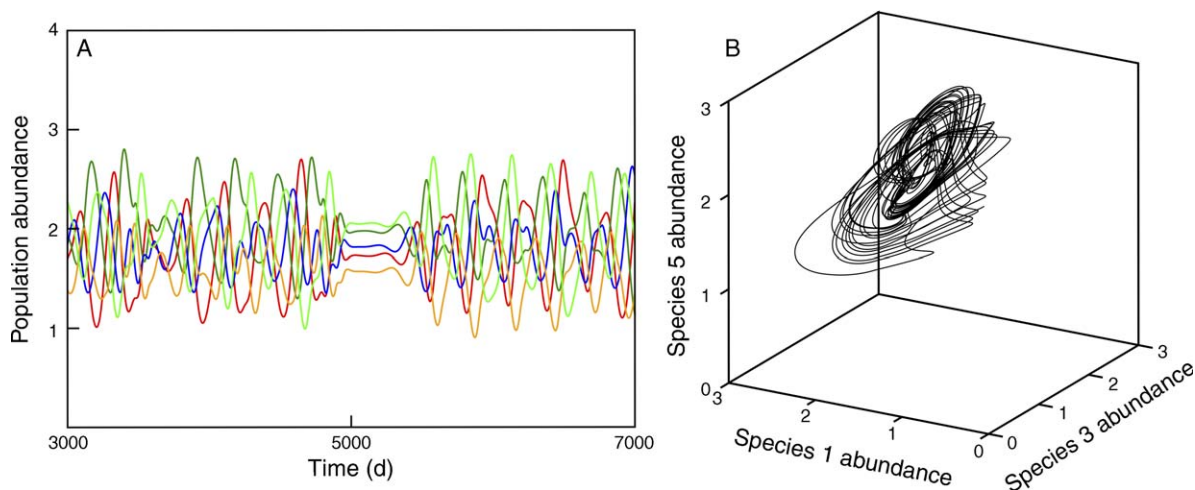 A
4
3
2
1
Population abundance
3000
5000
7000
Time (d)
B
3
2
1
0
Species 5 abundance
3
2
1
0
Species 1 abundance
0
1
2
3
Species 3 abundance